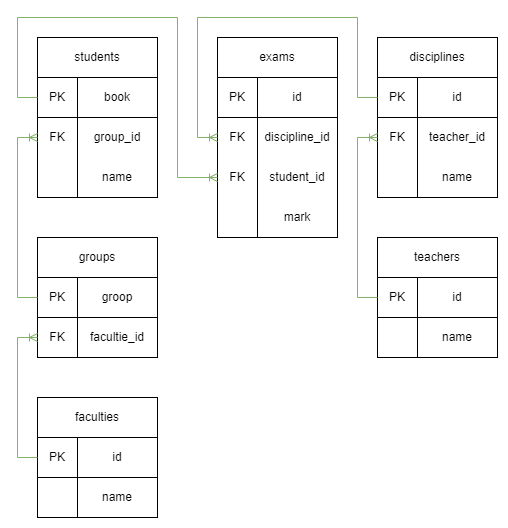 students
PK book
FK group_id
name
exams
PK id
FK discipline_id
FK student_id
mark
disciplines
PK id
FK teacher_id
name
groups
PK groop
FK facultie_id
teachers
PK id
name
faculties
PK id
name